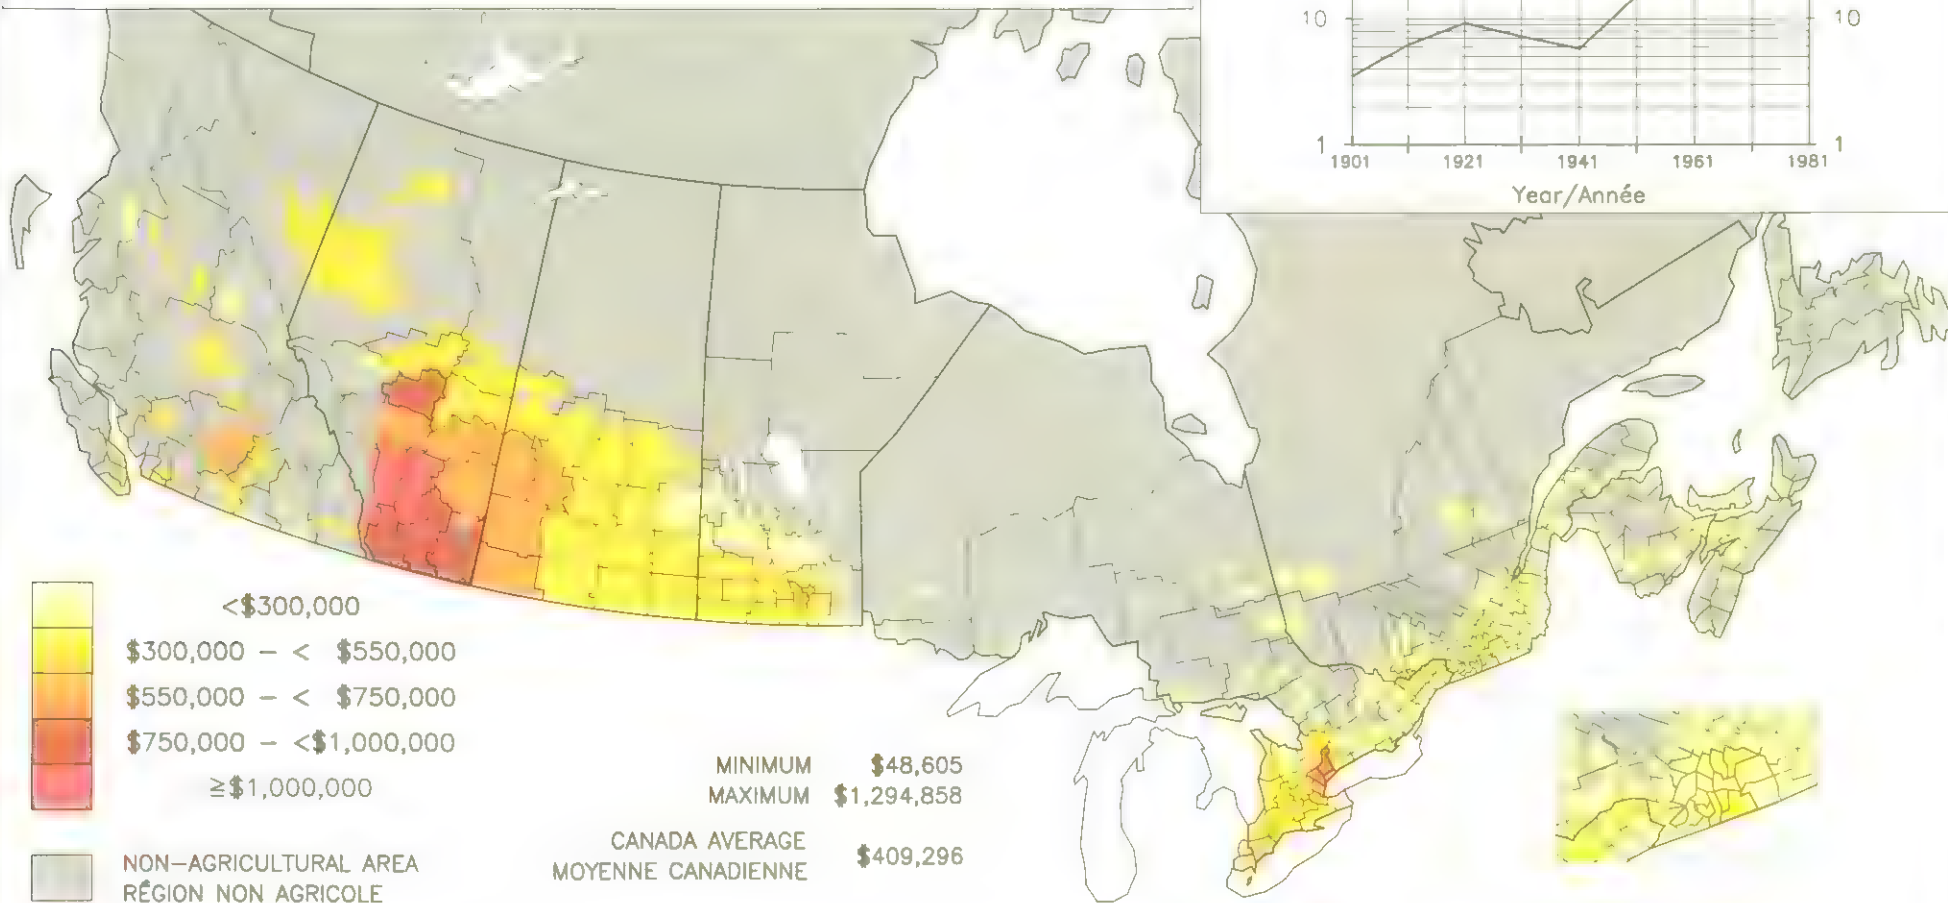 10 10
1 1
1901 1921 1941 1961 1981
Year/Année
<$300,000
$300,000 - < $550,000
$550,000 - < $750,000
$750,000 - <$1,000,000
≥$1,000,000
NON-AGRICULTURAL AREA
RÉGION NON AGRICOLE
MINIMUM $48,605
MAXIMUM $1,294,858
CANADA AVERAGE
MOYENNE CANADIENNE
$409,296